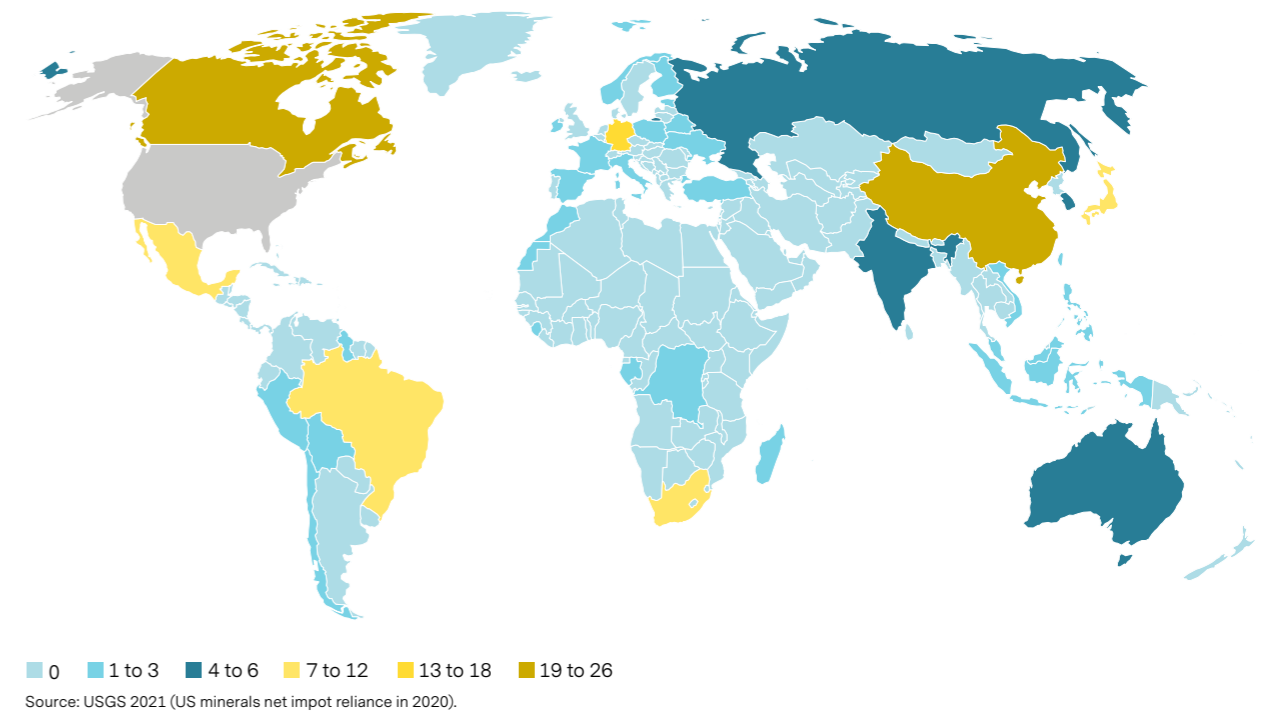 0 1 to 3 4 to 6 7 to 12 13 to 18 19 to 26
Source: USGS 2021 (US minerals net impot reliance in 2020).